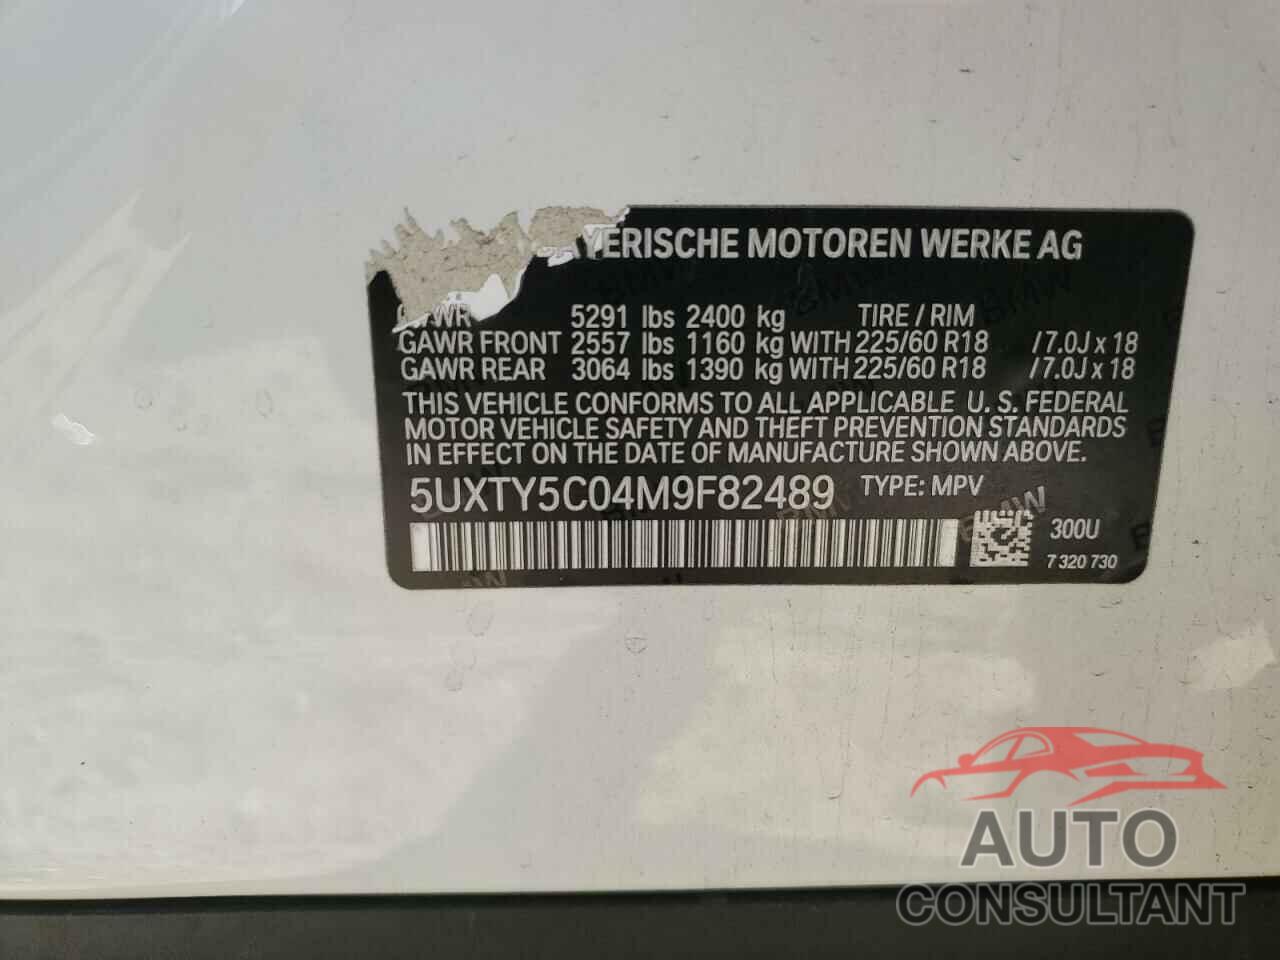 YERISCHE MOTOREN WERKE AG
GVWR 5291 lbs 2400 kg TIRE / RIM
GAWR FRONT 2557 lbs 1160 kg WITH 225/60 R18 /7.0J x 18
GAWR REAR 3064 lbs 1390 kg WITH 225/60 R18 /7.0J x 18
THIS VEHICLE CONFORMS TO ALL APPLICABLE U. S. FEDERAL
MOTOR VEHICLE SAFETY AND THEFT PREVENTION STANDARDS
IN EFFECT ON THE DATE OF MANUFACTURE SHOWN ABOVE.
5UXTY5C04M9F82489 TYPE: MPV
300U
7 320 730
AUTO
CONSULTANT